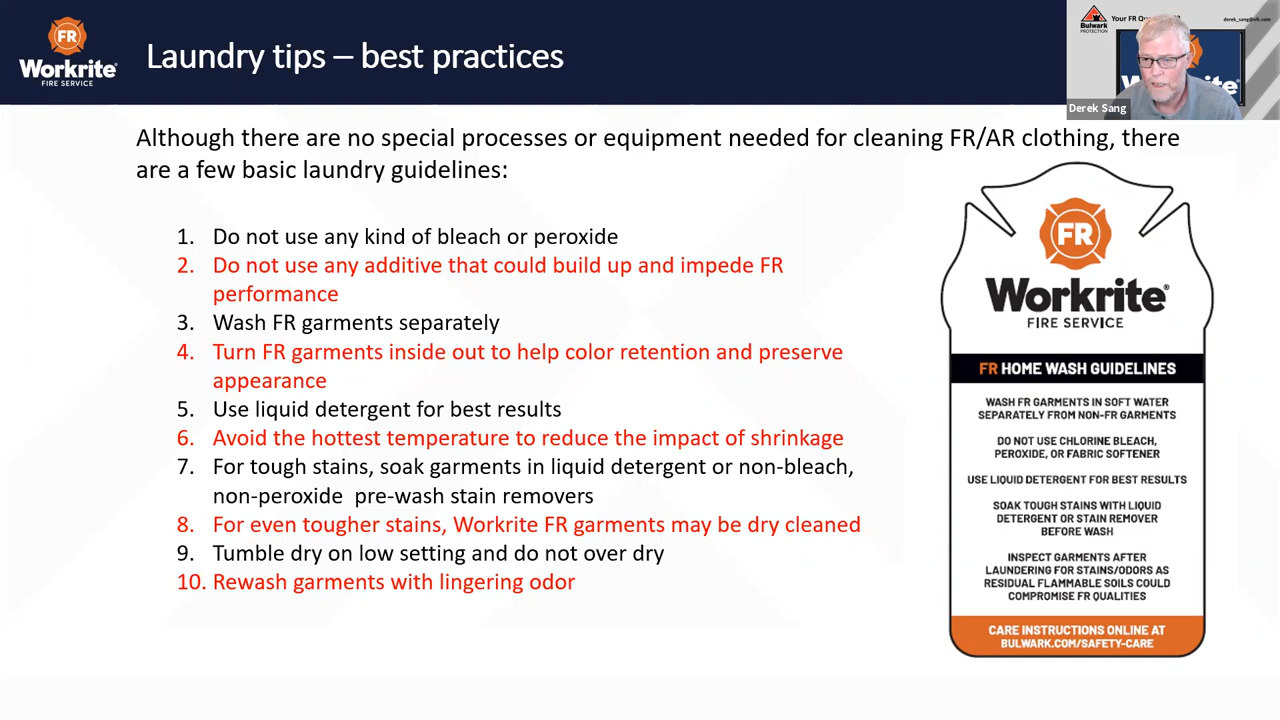 FR
Workrite
FIRE SERVICE
Laundry tips – best practices
Bulwark
PROTECTION
Your FR Qu
derek_sang@vfc.com
Derek Sang
Although there are no special processes or equipment needed for cleaning FR/AR clothing, there
are a few basic laundry guidelines:
1. Do not use any kind of bleach or peroxide
2. Do not use any additive that could build up and impede FR
performance
3. Wash FR garments separately
4. Turn FR garments inside out to help color retention and preserve
appearance
5. Use liquid detergent for best results
6. Avoid the hottest temperature to reduce the impact of shrinkage
7. For tough stains, soak garments in liquid detergent or non-bleach,
non-peroxide  pre-wash stain removers
8. For even tougher stains, Workrite FR garments may be dry cleaned
9. Tumble dry on low setting and do not over dry
10. Rewash garments with lingering odor
FR
Workrite®
FIRE SERVICE
FR HOME WASH GUIDELINES
WASH FR GARMENTS IN SOFT WATER
SEPARATELY FROM NON-FR GARMENTS
DO NOT USE CHLORINE BLEACH,
PEROXIDE, OR FABRIC SOFTENER
USE LIQUID DETERGENT FOR BEST RESULTS
SOAK TOUGH STAINS WITH LIQUID
DETERGENT OR STAIN REMOVER
BEFORE WASH
INSPECT GARMENTS AFTER
LAUNDERING FOR STAINS/ODORS AS
RESIDUAL FLAMMABLE SOILS COULD
COMPROMISE FR QUALITIES
CARE INSTRUCTIONS ONLINE AT
BULWARK.COM/SAFETY-CARE